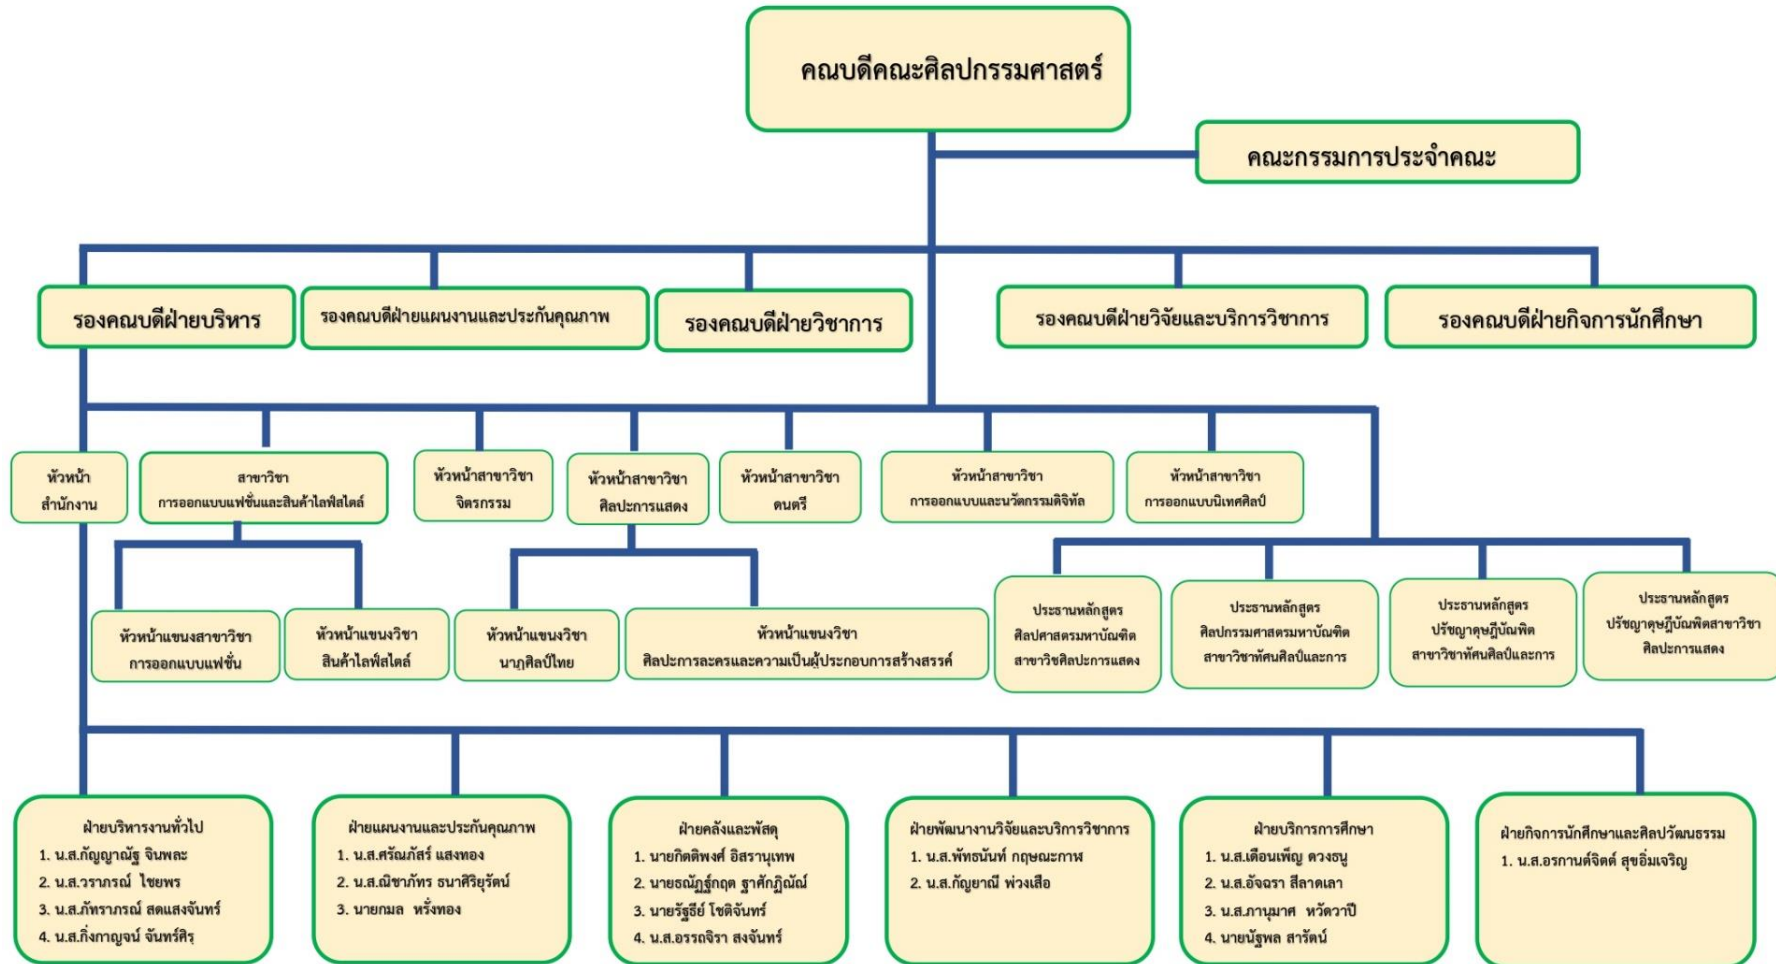 คณบดีคณะศิลปกรรมศาสตร์
คณะกรรมการประจำคณะ
รองคณบดีฝ่ายบริหาร
รองคณบดีฝ่ายแผนงานและประกันคุณภาพ
รองคณบดีฝ่ายวิชาการ
รองคณบดีฝ่ายวิจัยและบริการวิชาการ
รองคณบดีฝ่ายกิจการนักศึกษา
หัวหน้า
สำนักงาน
สาขาวิชา
การออกแบบแฟชั่นและสินค้าไลฟ์สไตล์
หัวหน้าสาขาวิชา
จิตรกรรม
หัวหน้าสาขาวิชา
ศิลปะการแสดง
หัวหน้าสาขาวิชา
ดนตรี
หัวหน้าสาขาวิชา
การออกแบบและนวัตกรรมดิจิทัล
หัวหน้าสาขาวิชา
การออกแบบนิเทศศิลป์
หัวหน้าแขนงสาขาวิชา
การออกแบบแฟชั่น
หัวหน้าแขนงวิชา
สินค้าไลฟ์สไตล์
หัวหน้าแขนงวิชา
นาฏศิลป์ไทย
หัวหน้าแขนงวิชา
ศิลปะการละครและความเป็นผู้ประกอบการสร้างสรรค์
ประธานหลักสูตร
ศิลปศาสตรมหาบัณฑิต
สาขาวิชศิลปะการแสดง
ประธานหลักสูตร
ศิลปกรรมศาสตรมหาบัณฑิต
สาขาวิชาทัศนศิลป์และการ
ประธานหลักสูตร
ปรัชญาดุษฎีบัณพิต
สาขาวิชาทัศนศิลป์และการ
ประธานหลักสูตร
ปรัชญาดุษฎีบัณพิตสาขาวิชา
ศิลปะการแสดง
ฝ่ายบริหารงานทั่วไป
1. น.ส.กัญญาณัฐ จินพละ
2. น.ส.วราภรณ์ ไชยพร
3. น.ส.ภัทราภรณ์ สดแสงจันทร์
4. น.ส.กิ่งกาญจน์ จันทร์ศิริ
ฝ่ายแผนงานและประกันคุณภาพ
1. น.ส.ศรัณภัสร์ แสงทอง
2. น.ส.ณิชาภัทร ธนาศิริยุรัตน์
3. นายกมล หรั่งทอง
ฝ่ายคลังและพัสดุ
1. นายกิตติพงศ์ อิสรานุเทพ
2. นายธณัฏฐ์กฤต ฐาศักภิณัณ์
3. นายรัฐธีย์ โชติจันทร์
4. น.ส.อรรถจิรา สงจันทร์
ฝ่ายพัฒนางานวิจัยและบริการวิชาการ
1. น.ส.พัทธนันท์ กฤษณะกาฬ
2. น.ส.กัญยาณี พ่วงเสือ
ฝ่ายบริการการศึกษา
1. น.ส.เดือนเพ็ญ ดวงธนู
2. น.ส.อัจฉรา สีลาดเลา
3. น.ส.ภานุมาศ หวัดวาปี
4. นายนัฐพล สารัตน์
ฝ่ายกิจการนักศึกษาและศิลปวัฒนธรรม
1. น.ส.อรกานต์จิตต์ สุขอิ่มเจริญ